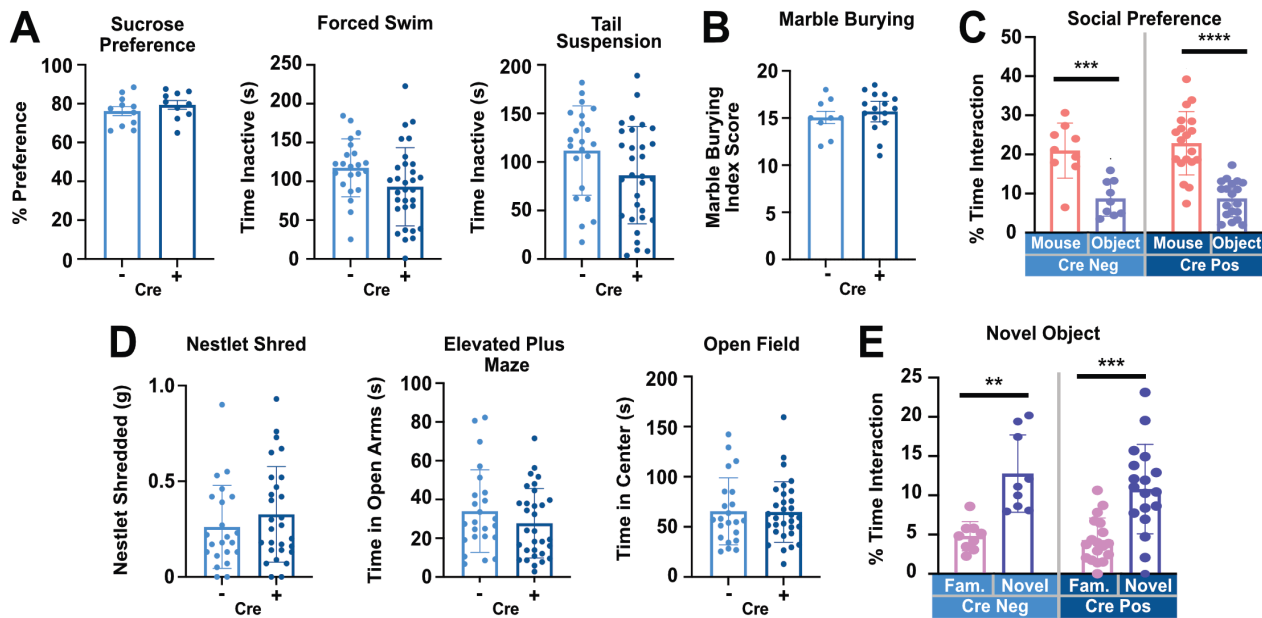 A
Sucrose
Preference
% Preference
100
80
60
40
20
0
-
+
Cre
Forced Swim
Time Inactive (s)
250
200
150
100
50
0
-
+
Cre
Tail
Suspension
Time Inactive (s)
200
150
100
50
0
-
+
Cre
B
Marble Burying
Marble Burying
Index Score
20
15
10
5
0
-
+
Cre
C
Social Preference
% Time Interaction
50
40
30
20
10
0
***
****
Mouse Object Mouse Object
Cre Neg Cre Pos
D
Nestlet Shred
Nestlet Shredded (g)
1.0
0.5
0
-
+
Cre
Elevated Plus
Maze
Time in Open Arms (s)
100
80
60
40
20
0
-
+
Cre
Open Field
Time in Center (s)
200
150
100
50
0
-
+
Cre
E
Novel Object
% Time Interaction
25
20
15
10
5
0
**
***
Fam. Novel Fam. Novel
Cre Neg Cre Pos